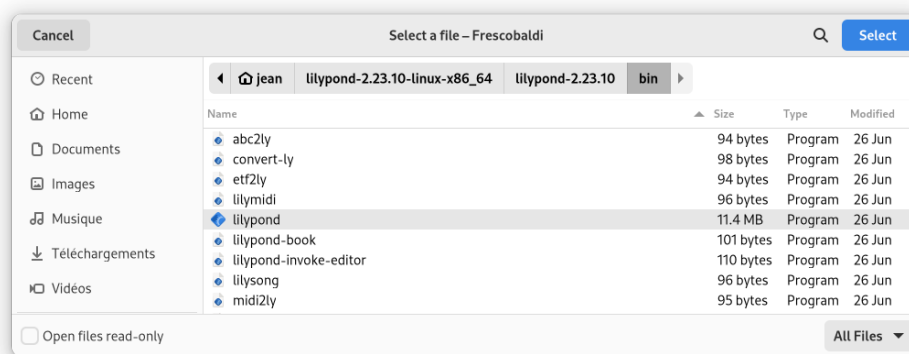 Cancel Select a file – Frescobaldi Select
Recent
Home
Documents
Images
Musique
Téléchargements
Vidéos
jean lilypond-2.23.10-linux-x86_64 lilypond-2.23.10 bin
Name Size Type Modified
abc2ly 94 bytes Program 26 Jun
convert-ly 98 bytes Program 26 Jun
etf2ly 94 bytes Program 26 Jun
lilymidi 96 bytes Program 26 Jun
lilypond 11.4 MB Program 26 Jun
lilypond-book 101 bytes Program 26 Jun
lilypond-invoke-editor 110 bytes Program 26 Jun
lilysong 96 bytes Program 26 Jun
midi2ly 95 bytes Program 26 Jun
Open files read-only All Files